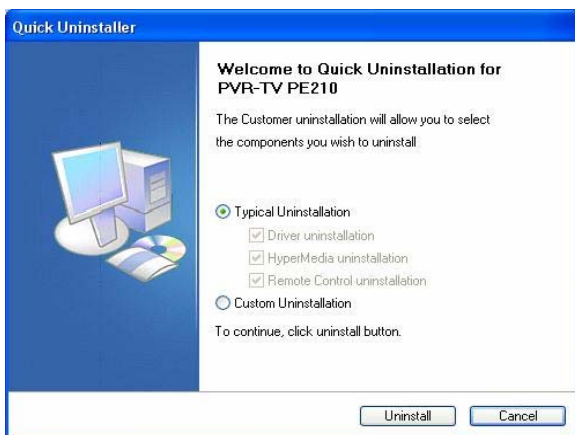 Quick Uninstaller
Welcome to Quick Uninstallation for
PVR-TV PE210
The Customer uninstallation will allow you to select
the components you wish to uninstall
Typical Uninstallation
Driver uninstallation
HyperMedia uninstallation
Remote Control uninstallation
Custom Uninstallation
To continue, click uninstall button.
Uninstall
Cancel